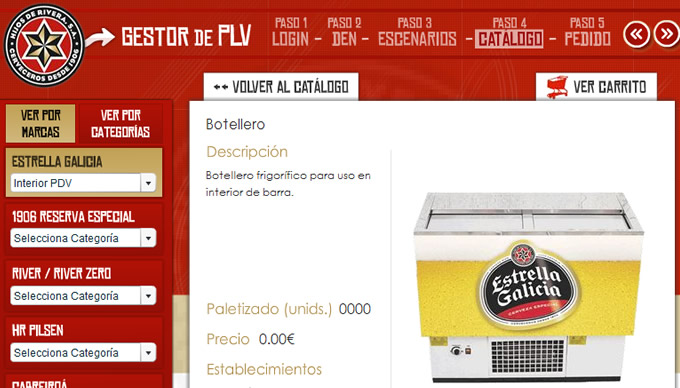 HIJOS DE RIVERA, S.A.
CERVECEROS DESDE 1906
GESTOR DE PLV
PASO 1
LOGIN -
PASO 2
DEN -
PASO 3
ESCENARIOS -
PASO 4
CATÁLOGO -
PASO 5
PEDIDO
VOLVER AL CATÁLOGO
VER CARRITO
VER POR
MARCAS
VER POR
CATEGORÍAS
ESTRELLA GALICIA
Interior PDV
1906 RESERVA ESPECIAL
Selecciona Categoría
RIVER / RIVER ZERO
Selecciona Categoría
HR PILSEN
Selecciona Categoría
CABREIROÁ
Botellero
Descripción
Botellero frigorífico para uso en
interior de barra.
Paletizado (unids.) 0000
Precio 0.00€
Establecimientos
Estrella
Galicia
CERVEZA ESPECIAL